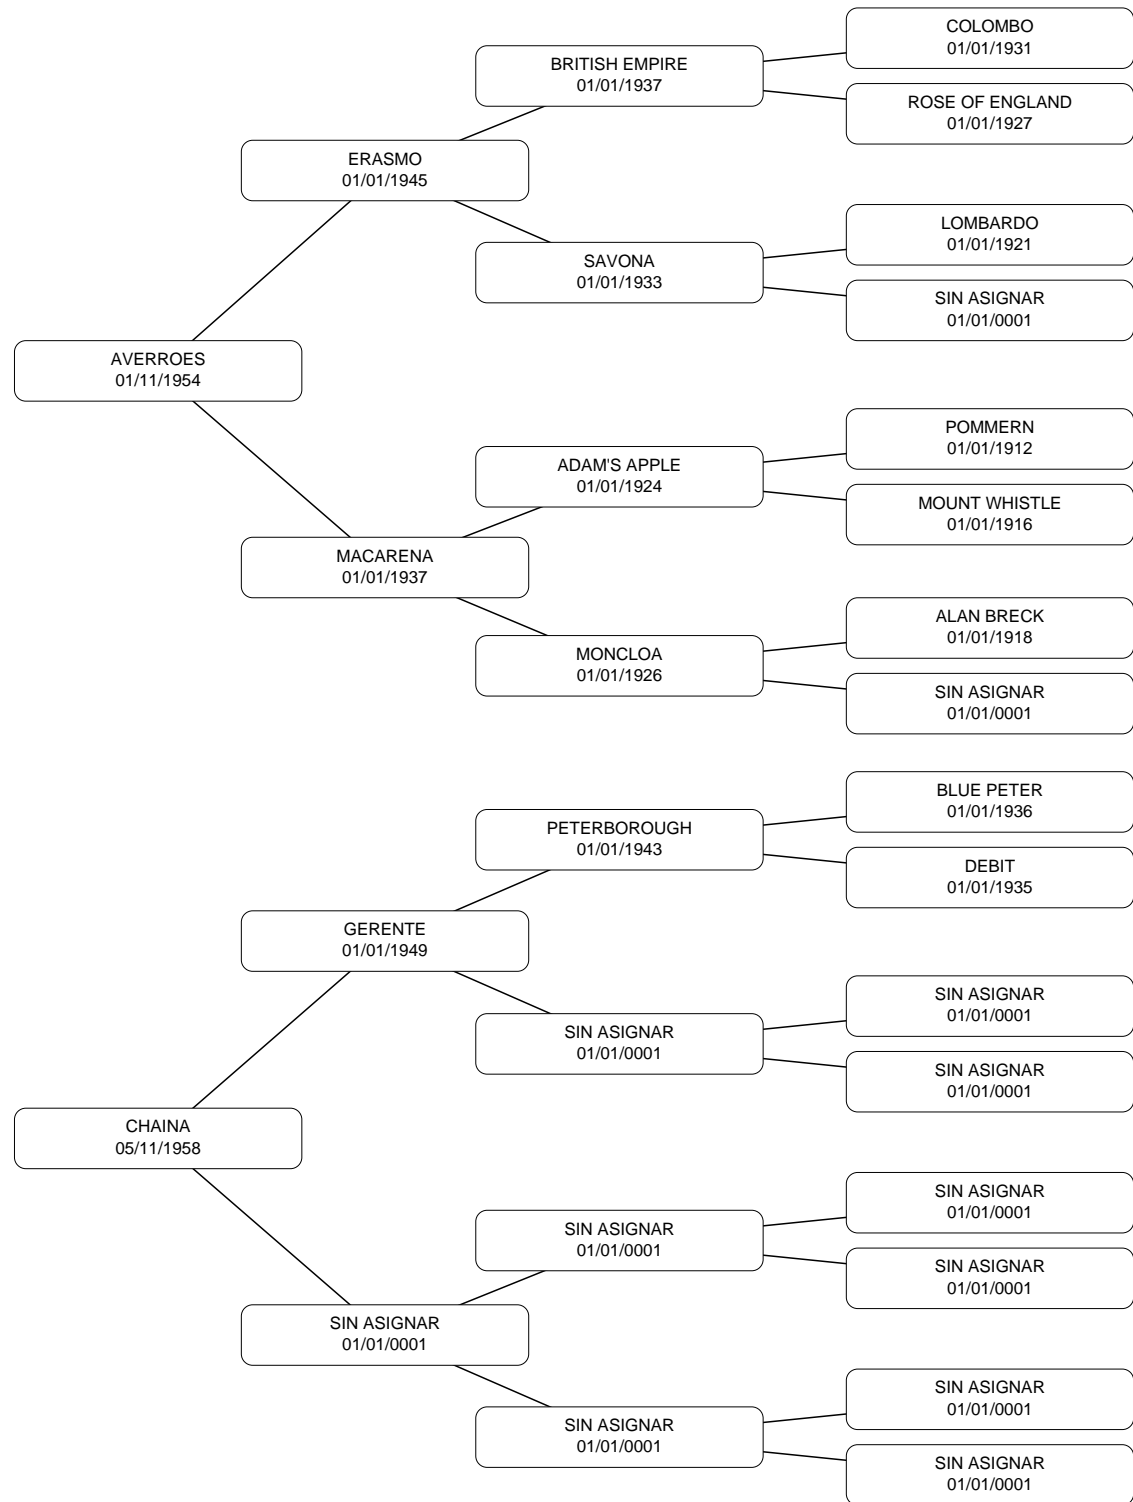 COLOMBO
01/01/1931
BRITISH EMPIRE
01/01/1937
ROSE OF ENGLAND
01/01/1927
ERASMO
01/01/1945
LOMBARDO
01/01/1921
SAVONA
01/01/1933
SIN ASIGNAR
01/01/0001
AVERROES
01/11/1954
POMMERN
01/01/1912
ADAM'S APPLE
01/01/1924
MOUNT WHISTLE
01/01/1916
MACARENA
01/01/1937
ALAN BRECK
01/01/1918
MONCLOA
01/01/1926
SIN ASIGNAR
01/01/0001
BLUE PETER
01/01/1936
PETERBOROUGH
01/01/1943
DEBIT
01/01/1935
GERENTE
01/01/1949
SIN ASIGNAR
01/01/0001
SIN ASIGNAR
01/01/0001
SIN ASIGNAR
01/01/0001
CHAINA
05/11/1958
SIN ASIGNAR
01/01/0001
SIN ASIGNAR
01/01/0001
SIN ASIGNAR
01/01/0001
SIN ASIGNAR
01/01/0001
SIN ASIGNAR
01/01/0001
SIN ASIGNAR
01/01/0001
SIN ASIGNAR
01/01/0001